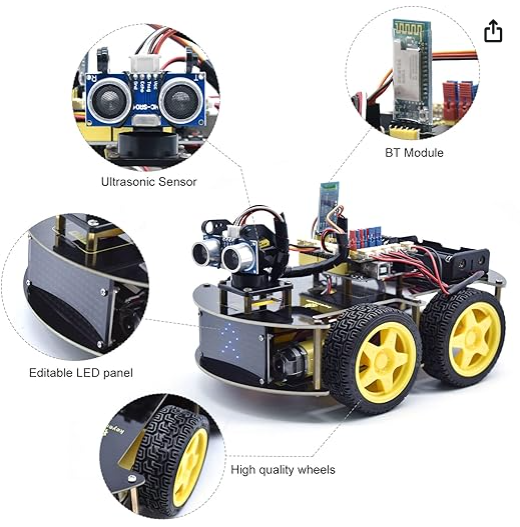 Ultrasonic Sensor
BT Module
Editable LED panel
High quality wheels